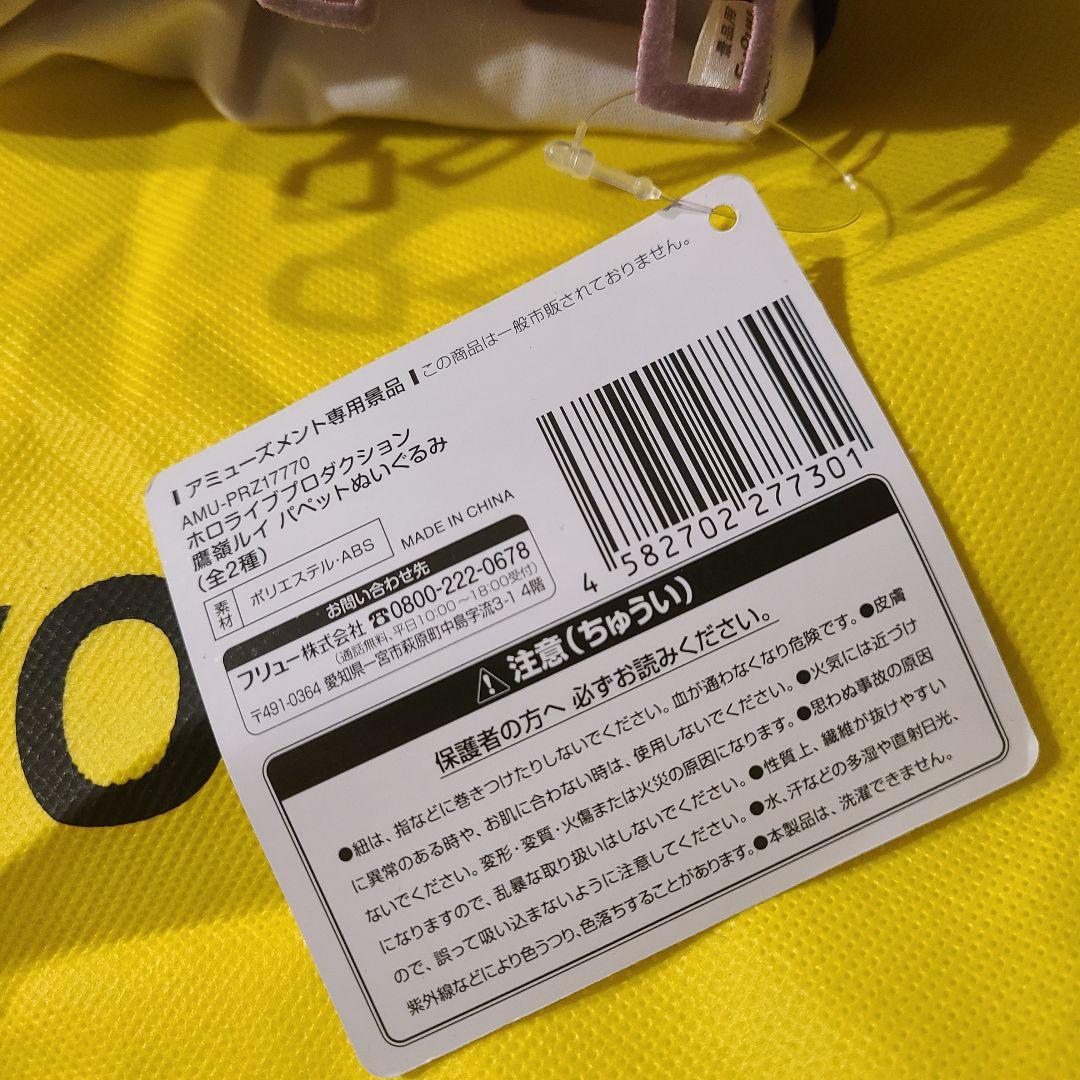 景品用
アミューズメント専用景品 この商品は一般市販されておりません。
AMU-PRZ17770
ホロライブプロダクション
鷹嶺ルイ パペットぬいぐるみ
(全2種)
素材 ポリエステル・ABS MADE IN CHINA
お問い合わせ先
フリュー株式会社 ☎0800-222-0678
(通話無料、平日10:00~18:00受付)
〒491-0364 愛知県一宮市萩原町中島字流3-1 4階
4 582702 277301
注意(ちゅうい)
保護者の方へ 必ずお読みください。
●紐は、指などに巻きつけたりしないでください。血が通わなくなり危険です。●皮膚
に異常のある時や、お肌に合わない時は、使用しないでください。●火気には近づけ
ないでください。変形・変質・火傷または火災の原因になります。●思わぬ事故の原因
になりますので、乱暴な取り扱いはしないでください。●性質上、繊維が抜けやすい
ので、誤って吸い込まないように注意してください。●水、汗などの多湿や直射日光、
紫外線などにより色うつり、色落ちすることがあります。●本製品は、洗濯できません。